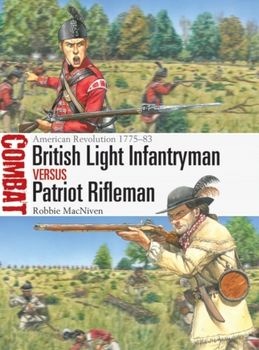 COMBAT
American Revolution 1775–83
British Light Infantryman
VERSUS
Patriot Rifleman
Robbie MacNiven